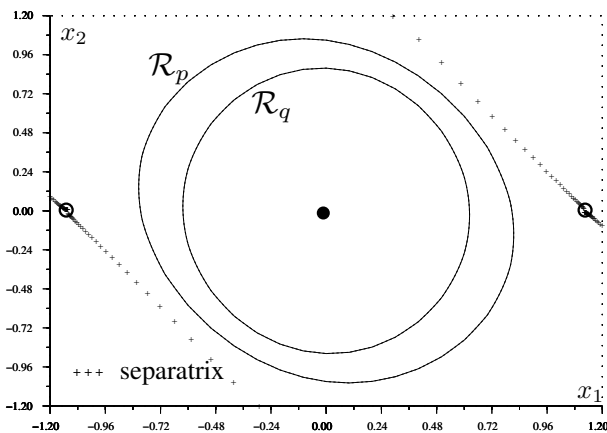 1.20
x₂
0.96
ℛₚ
0.72
ℛ_q
0.48
0.24
0.00
−0.24
−0.48
−0.72
−0.96
+++ separatrix
−1.20
x₁
−1.20 −0.96 −0.72 −0.48 −0.24 0.00 0.24 0.48 0.72 0.96 1.20